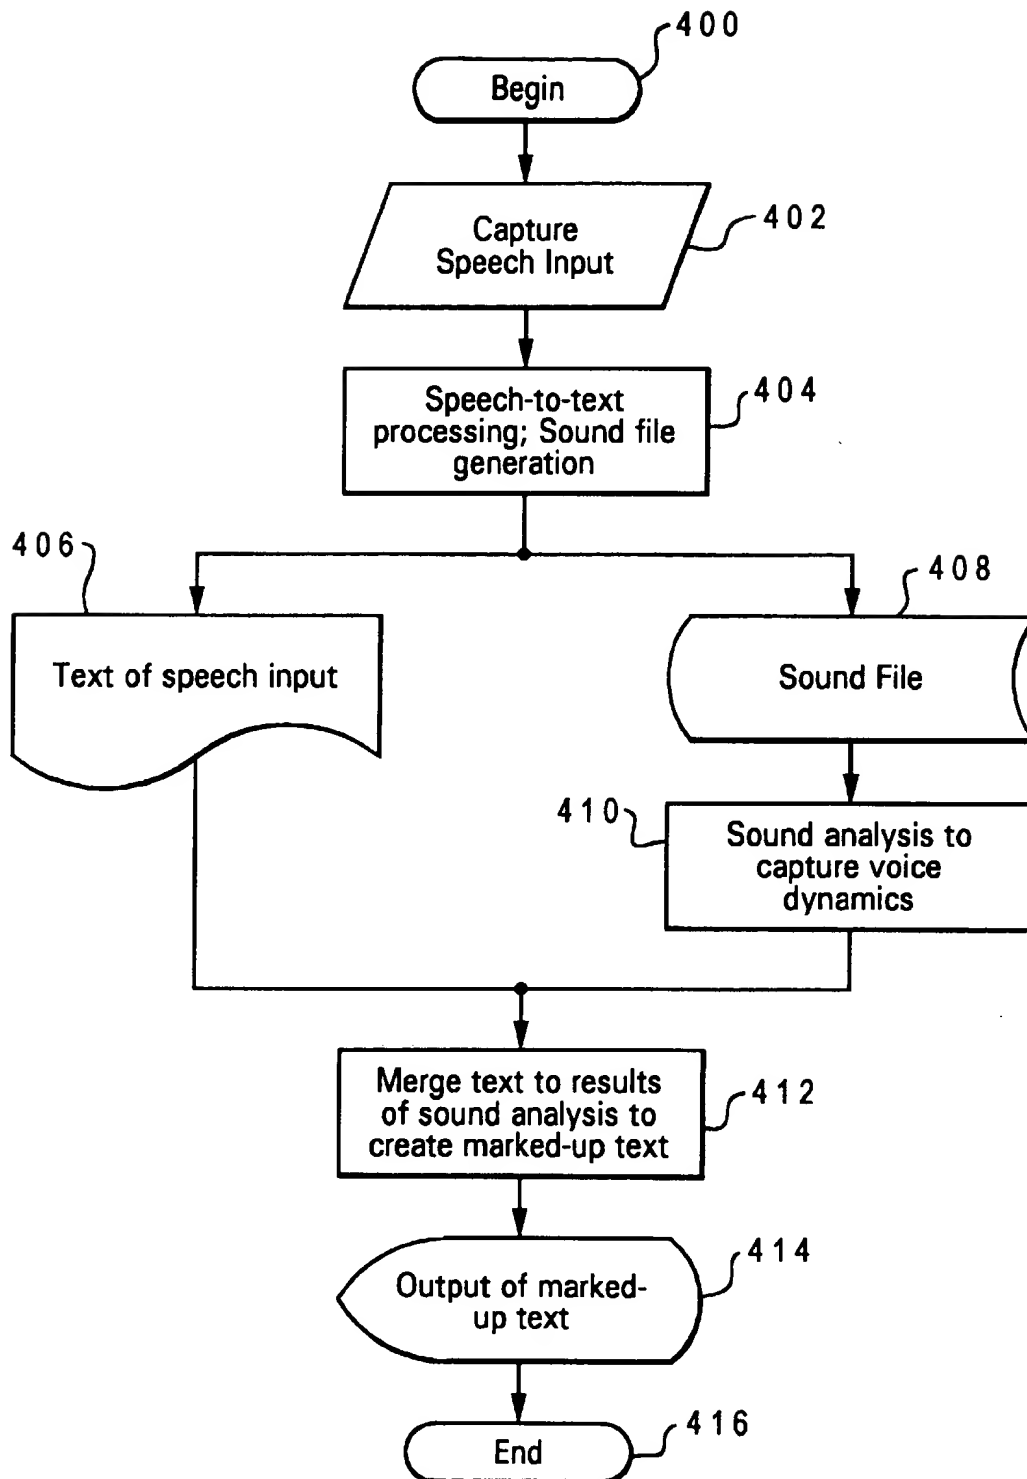 400
Begin
402
Capture
Speech Input
404
Speech-to-text
processing; Sound file
generation
406
408
Text of speech input
Sound File
410
Sound analysis to
capture voice
dynamics
Merge text to results
of sound analysis to
create marked-up text
412
414
Output of marked-
up text
416
End